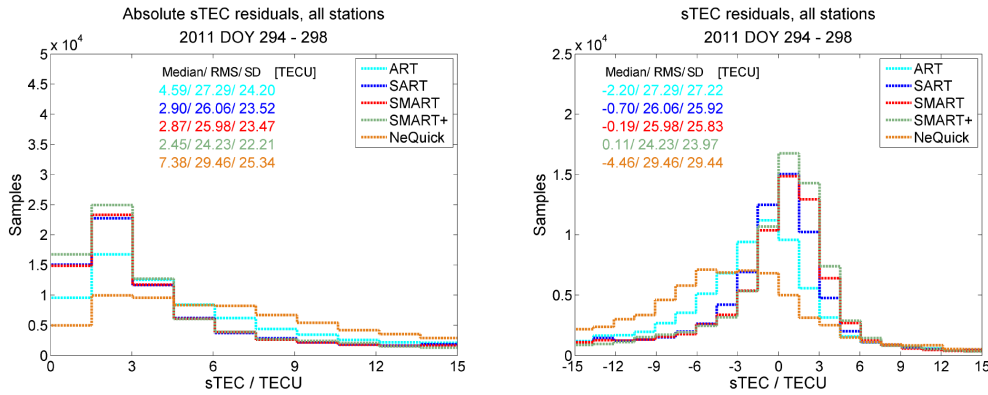 Absolute sTEC residuals, all stations
2011 DOY 294 - 298
x 10^4
5
4.5
4
3.5
3
2.5
2
1.5
1
0.5
0
Samples
Median/ RMS/ SD [TECU]
4.59/ 27.29/ 24.20
2.90/ 26.06/ 23.52
2.87/ 25.98/ 23.47
2.45/ 24.23/ 22.21
7.38/ 29.46/ 25.34
ART
SART
SMART
SMART+
NeQuick
0 3 6 9 12 15
sTEC / TECU
sTEC residuals, all stations
2011 DOY 294 - 298
x 10^4
2.5
2
1.5
1
0.5
0
Samples
Median/ RMS/ SD [TECU]
-2.20/ 27.29/ 27.22
-0.70/ 26.06/ 25.92
-0.19/ 25.98/ 25.83
0.11/ 24.23/ 23.97
-4.46/ 29.46/ 29.44
ART
SART
SMART
SMART+
NeQuick
-15 -12 -9 -6 -3 0 3 6 9 12 15
sTEC / TECU